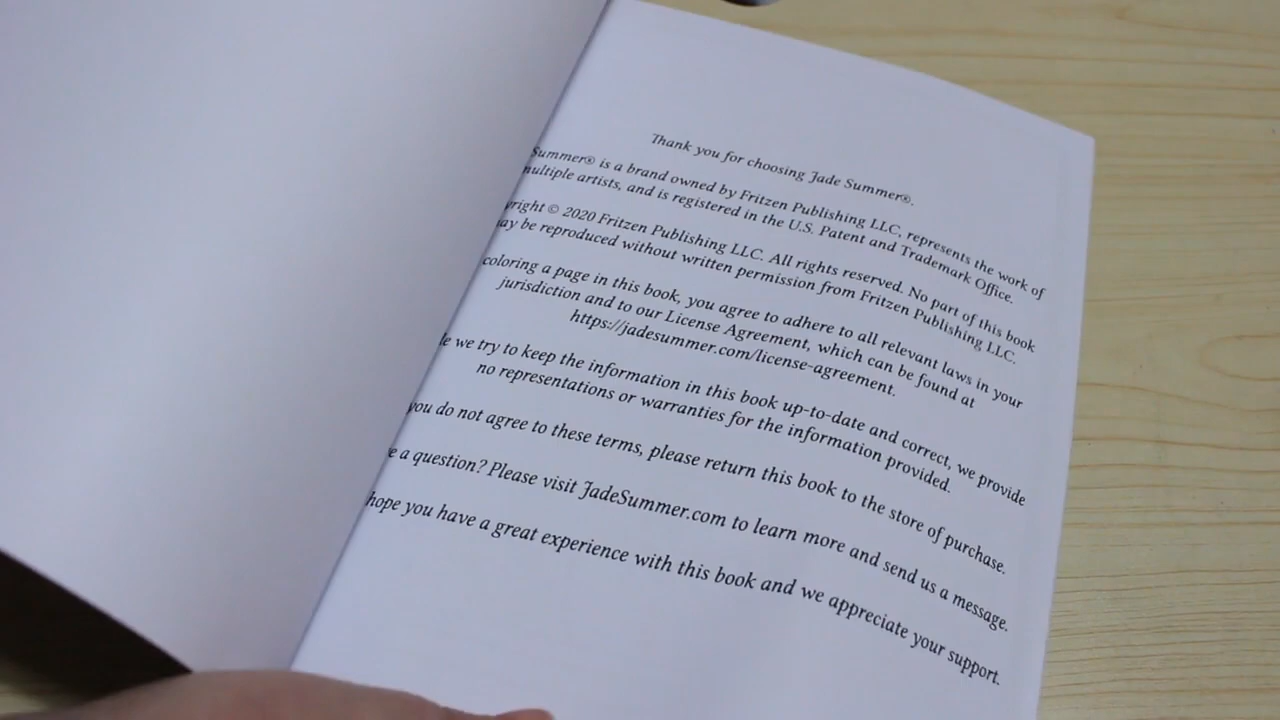 Thank you for choosing Jade Summer®.
Summer® is a brand owned by Fritzen Publishing LLC, represents the work of
multiple artists, and is registered in the U.S. Patent and Trademark Office.
yright © 2020 Fritzen Publishing LLC. All rights reserved. No part of this book
ay be reproduced without written permission from Fritzen Publishing LLC.
coloring a page in this book, you agree to adhere to all relevant laws in your
jurisdiction and to our License Agreement, which can be found at
https://jadesummer.com/license-agreement.
le we try to keep the information in this book up-to-date and correct, we provide
no representations or warranties for the information provided.
you do not agree to these terms, please return this book to the store of purchase.
e a question? Please visit JadeSummer.com to learn more and send us a message.
hope you have a great experience with this book and we appreciate your support.